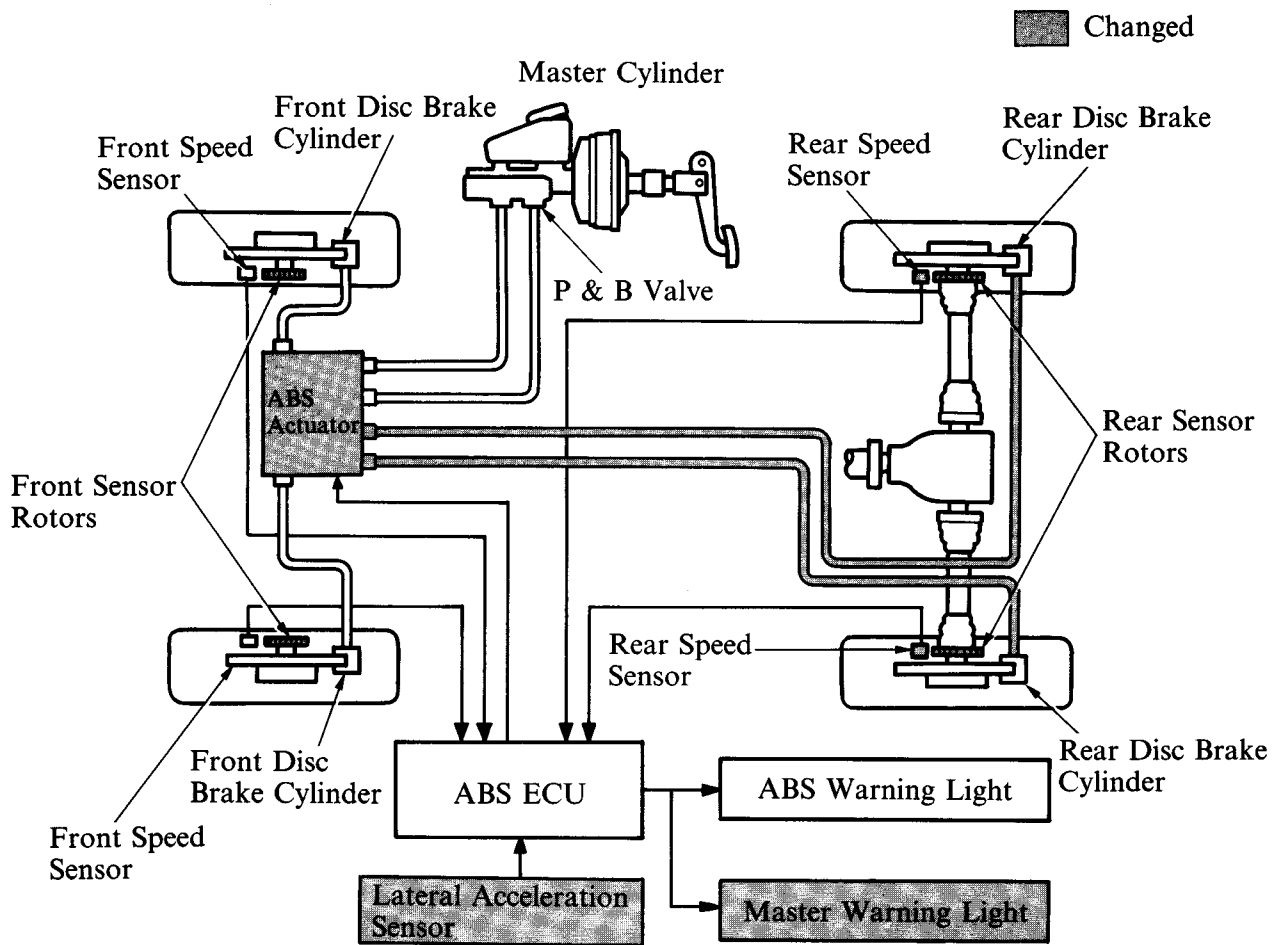 Changed
Master Cylinder
Front Disc Brake
Cylinder
Front Speed
Sensor
Rear Speed
Sensor
Rear Disc Brake
Cylinder
P & B Valve
ABS
Actuator
Front Sensor
Rotors
Rear Sensor
Rotors
Rear Speed
Sensor
Front Disc
Brake Cylinder
Front Speed
Sensor
Rear Disc Brake
Cylinder
ABS ECU
ABS Warning Light
Lateral Acceleration
Sensor
Master Warning Light